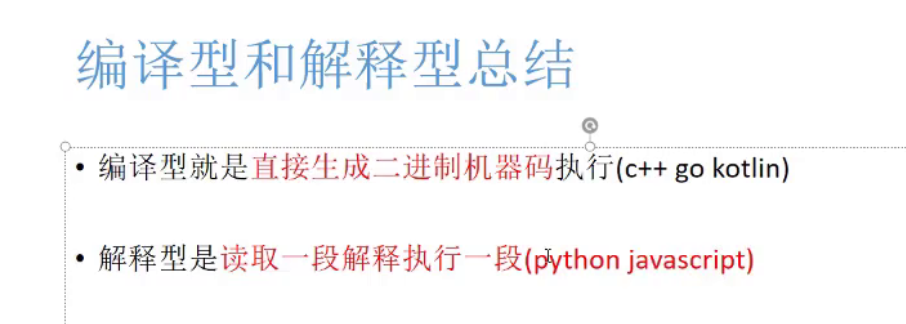 编译型和解释型总结
• 编译型就是直接生成二进制机器码执行(c++ go kotlin)
• 解释型是读取一段解释执行一段(python javascript)